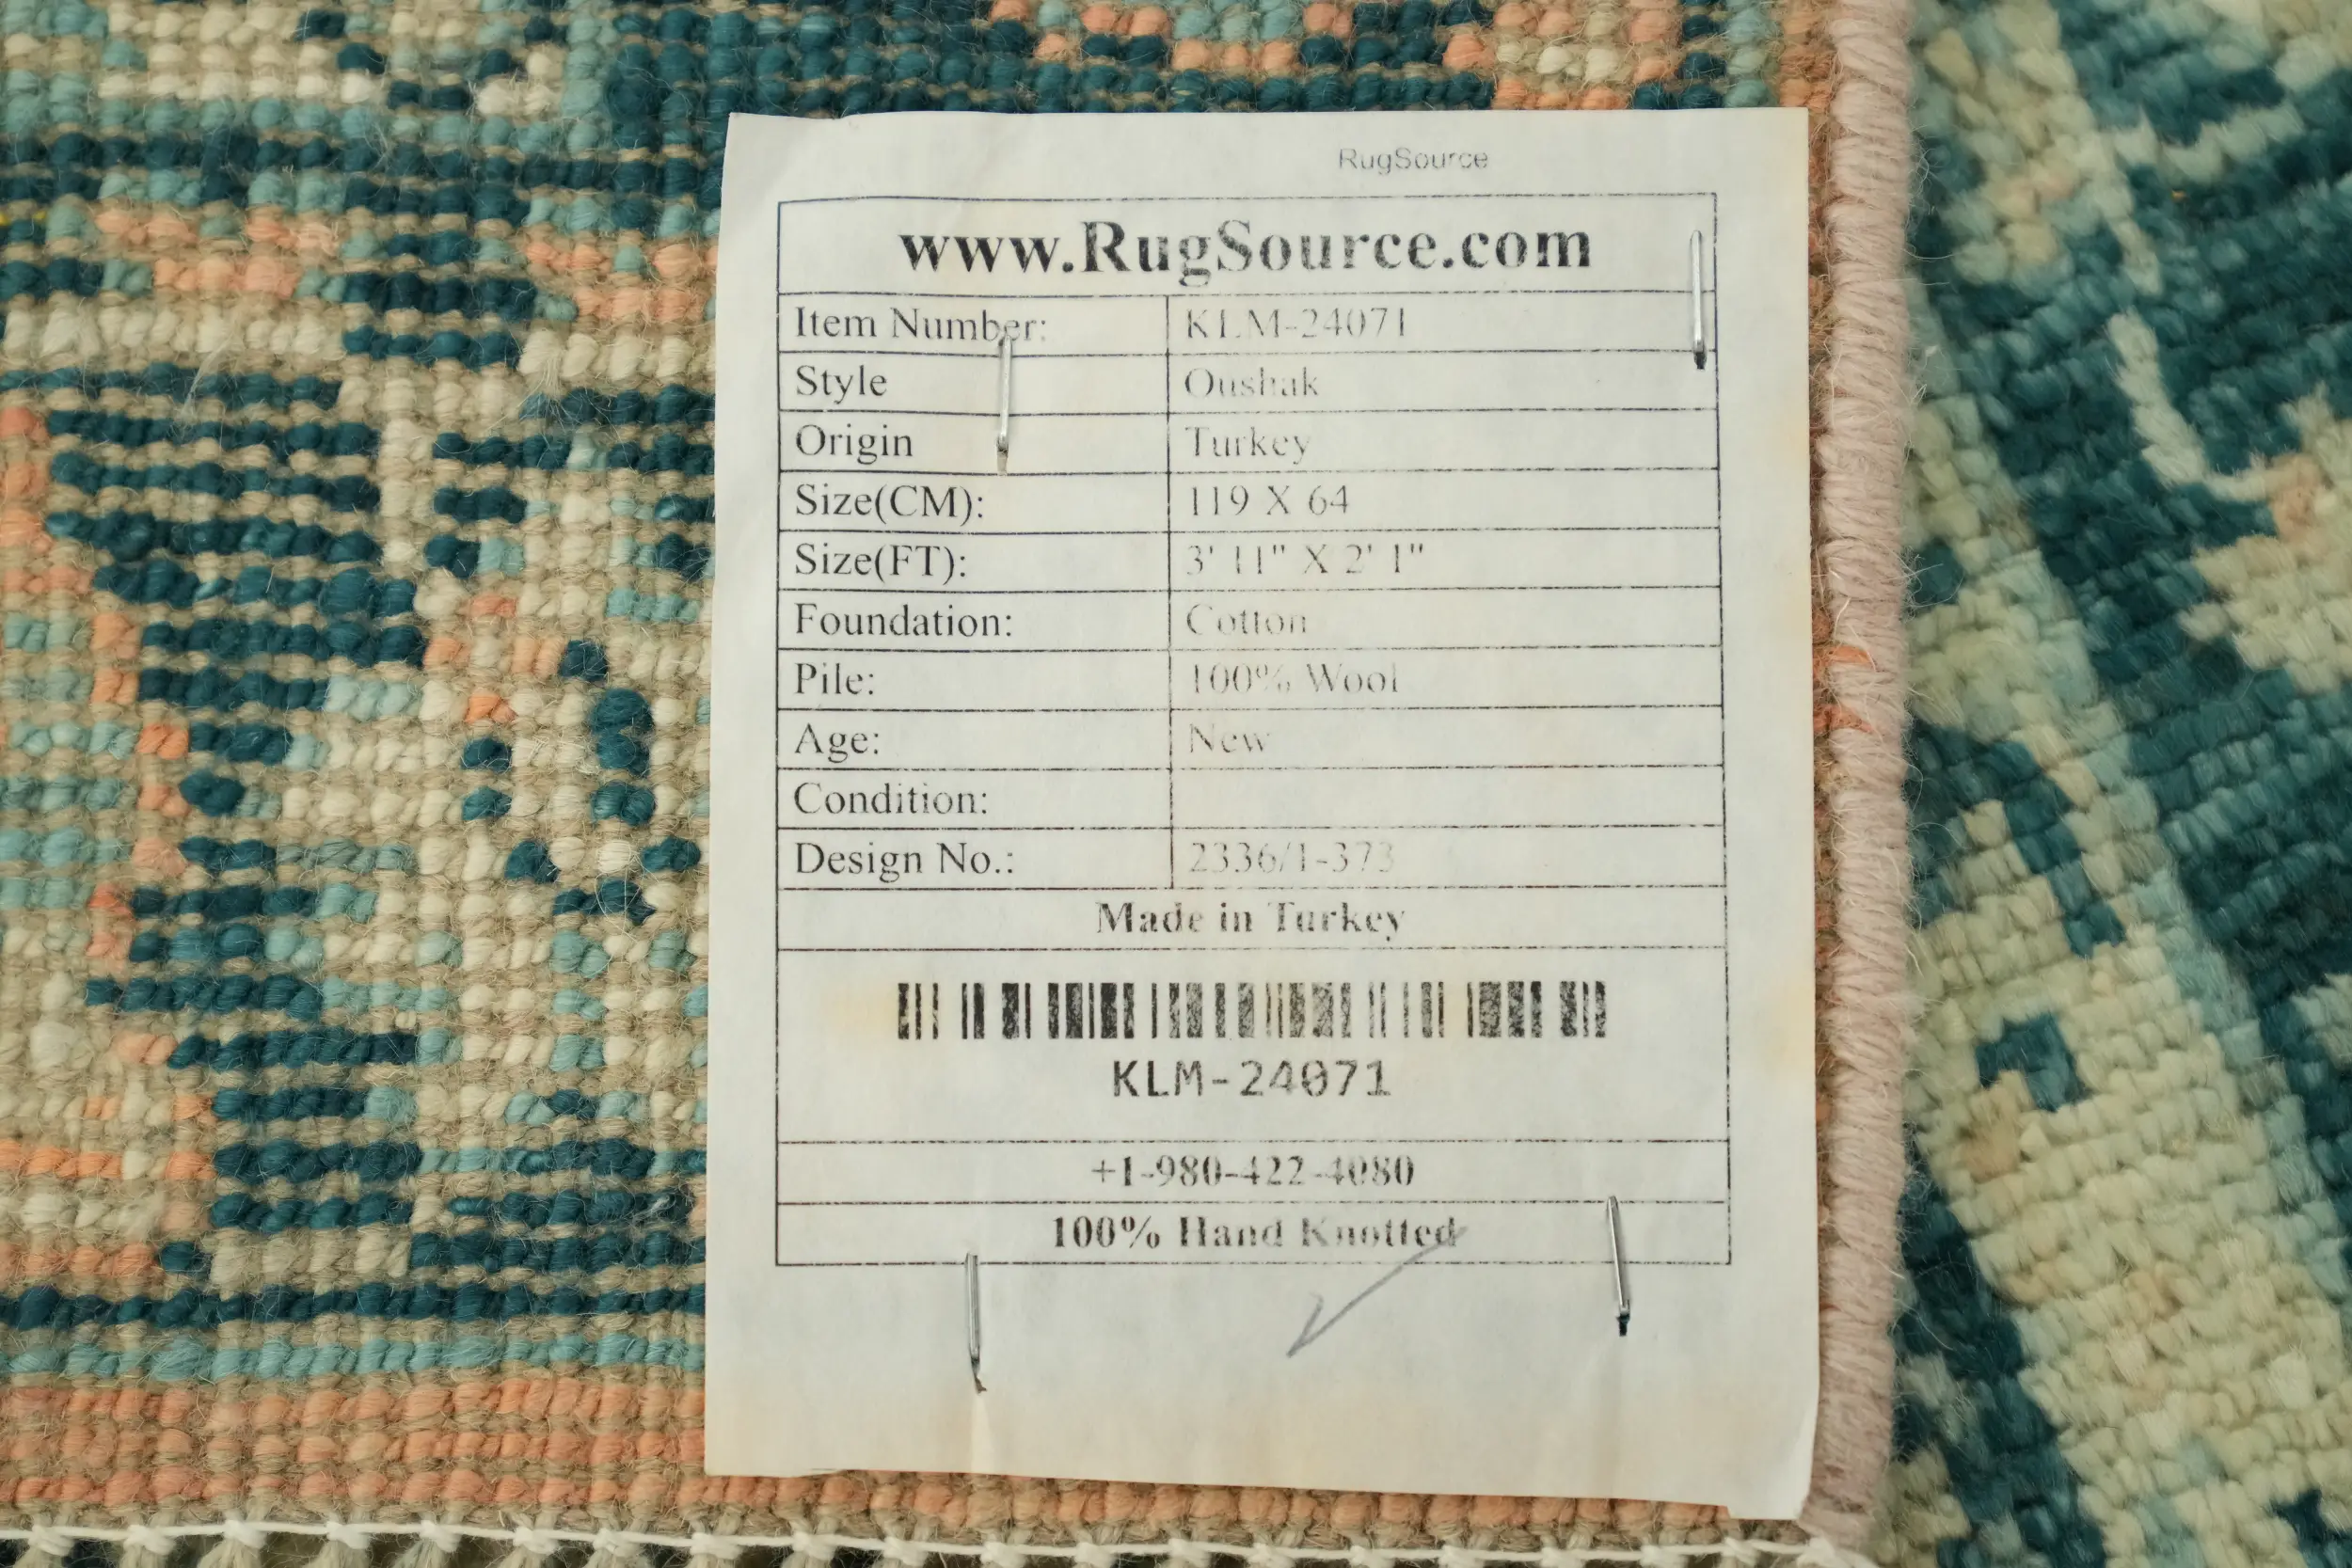 RugSource
www.RugSource.com
Item Number: KLM-24071
Style Oushak
Origin Turkey
Size(CM): 119 X 64
Size(FT): 3' 11" X 2' 1"
Foundation: Cotton
Pile: 100% Wool
Age: New
Condition:
Design No.: 2336/1-373
Made in Turkey
KLM-24071
+1-980-422-4080
100% Hand Knotted